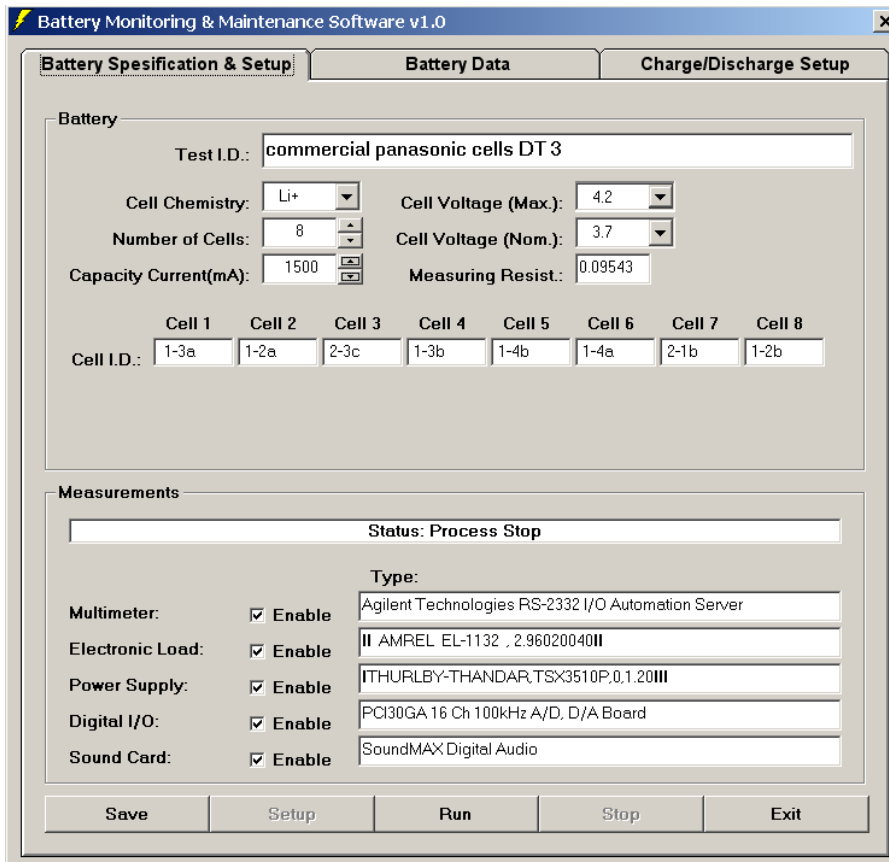 Battery Monitoring & Maintenance Software v1.0
Battery Spesification & Setup Battery Data Charge/Discharge Setup
Battery
Test I.D.: commercial panasonic cells DT 3
Cell Chemistry: Li+ Cell Voltage (Max.): 4.2
Number of Cells: 8 Cell Voltage (Nom.): 3.7
Capacity Current(mA): 1500 Measuring Resist.: 0.09543
Cell 1 Cell 2 Cell 3 Cell 4 Cell 5 Cell 6 Cell 7 Cell 8
Cell I.D.: 1-3a 1-2a 2-3c 1-3b 1-4b 1-4a 2-1b 1-2b
Measurements
Status: Process Stop
Type:
Multimeter: Enable Agilent Technologies RS-2332 I/O Automation Server
Electronic Load: Enable II AMREL EL-1132 , 2.96020040II
Power Supply: Enable ITHURLBY-THANDAR,TSX3510P,0,1.20III
Digital I/O: Enable PCI30GA 16 Ch 100kHz A/D, D/A Board
Sound Card: Enable SoundMAX Digital Audio
Save Setup Run Stop Exit